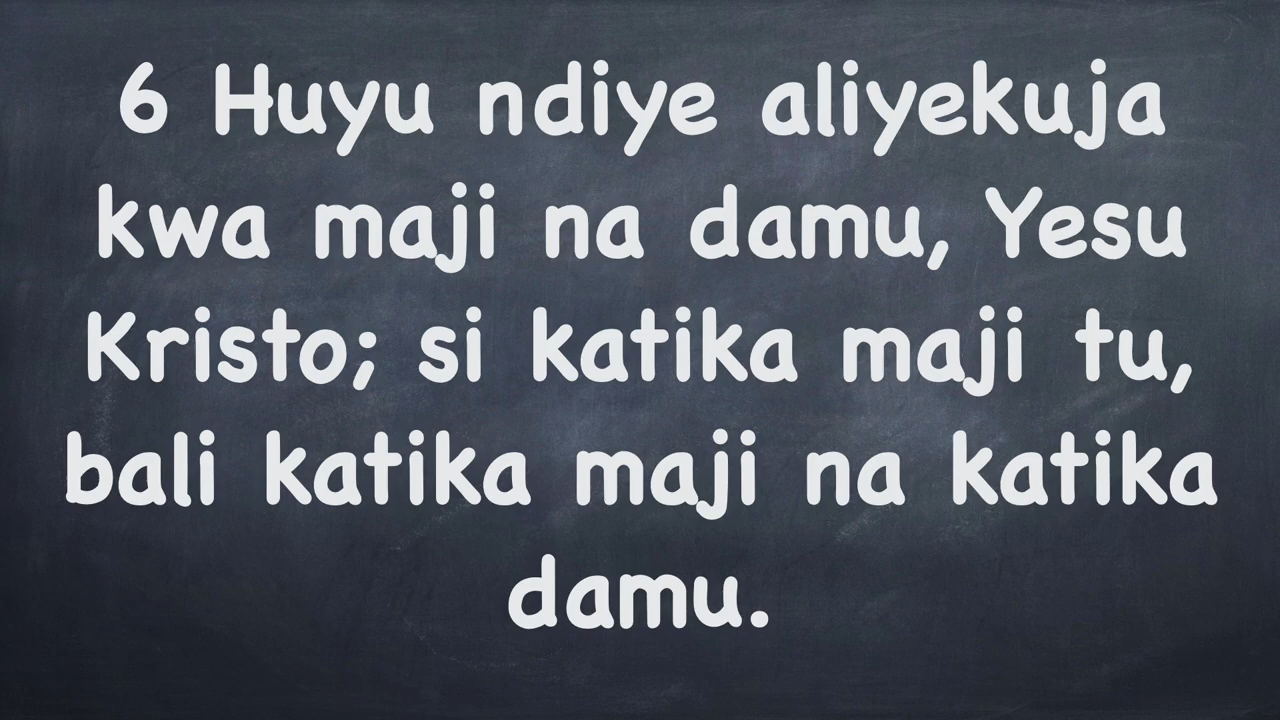 6 Huyu ndiye aliyekuja
kwa maji na damu, Yesu
Kristo; si katika maji tu,
bali katika maji na katika
damu.